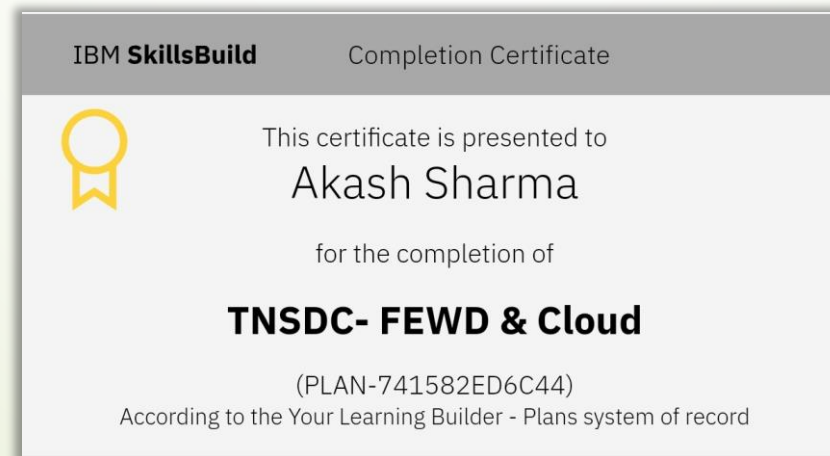 IBM SkillsBuild Completion Certificate
This certificate is presented to
Akash Sharma
for the completion of
TNSDC- FEWD & Cloud
(PLAN-741582ED6C44)
According to the Your Learning Builder - Plans system of record